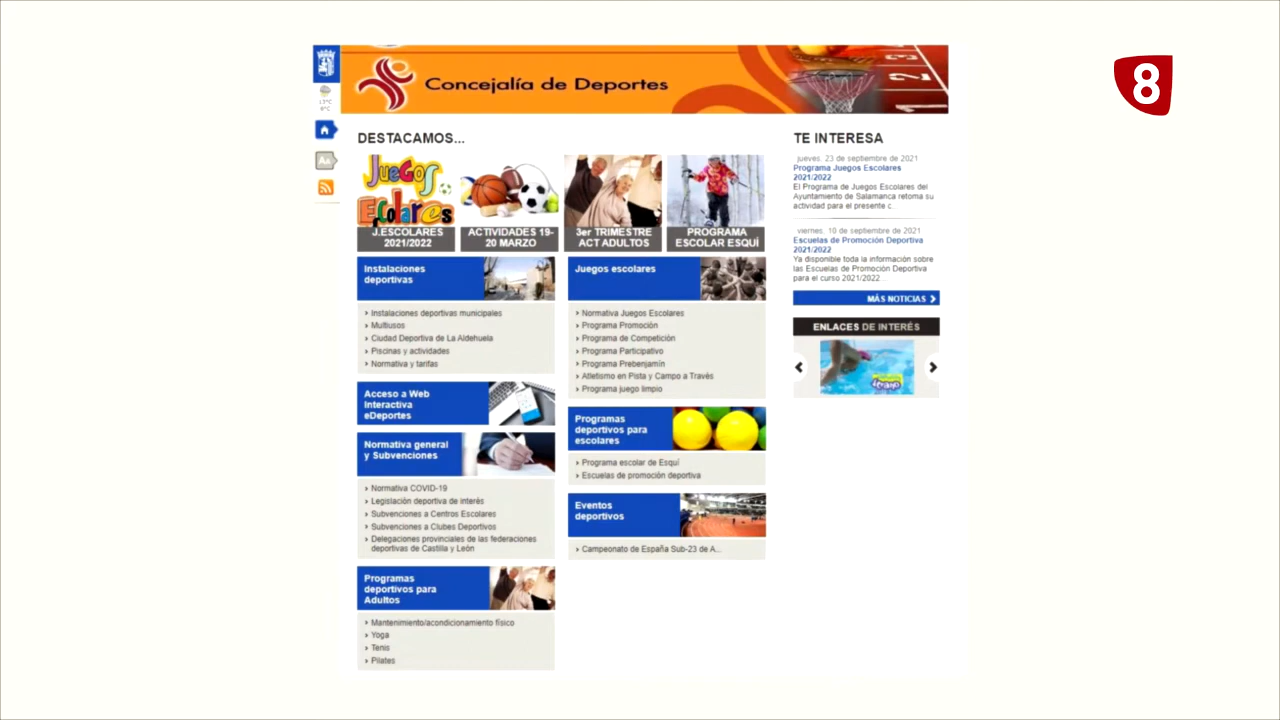 8
Concejalía de Deportes
13°C
6°C
Aa
DESTACAMOS...
Juegos
Escolares
J.ESCOLARES
2021/2022
ACTIVIDADES 19-
20 MARZO
3er TRIMESTRE
ACT ADULTOS
PROGRAMA
ESCOLAR ESQUÍ
Instalaciones
deportivas
Instalaciones deportivas municipales
Multiusos
Ciudad Deportiva de La Aldehuela
Piscinas y actividades
Normativa y tarifas
Acceso a Web
Interactiva
eDeportes
Normativa general
y Subvenciones
Normativa COVID-19
Legislación deportiva de interés
Subvenciones a Centros Escolares
Subvenciones a Clubes Deportivos
Delegaciones provinciales de las federaciones
deportivas de Castilla y León
Programas
deportivos para
Adultos
Mantenimiento/acondicionamiento físico
Yoga
Tenis
Pilates
Juegos escolares
Normativa Juegos Escolares
Programa Promoción
Programa de Competición
Programa Participativo
Programa Prebenjamín
Atletismo en Pista y Campo a Través
Programa juego limpio
Programas
deportivos para
escolares
Programa escolar de Esquí
Escuelas de promoción deportiva
Eventos
deportivos
Campeonato de España Sub-23 de A...
TE INTERESA
jueves. 23 de septiembre de 2021
Programa Juegos Escolares
2021/2022
El Programa de Juegos Escolares del
Ayuntamiento de Salamanca retoma su
actividad para el presente c...
viernes. 10 de septiembre de 2021
Escuelas de Promoción Deportiva
2021/2022
Ya disponible toda la información sobre
las Escuelas de Promoción Deportiva
para el curso 2021/2022....
MÁS NOTICIAS
ENLACES DE INTERÉS
1 2 3